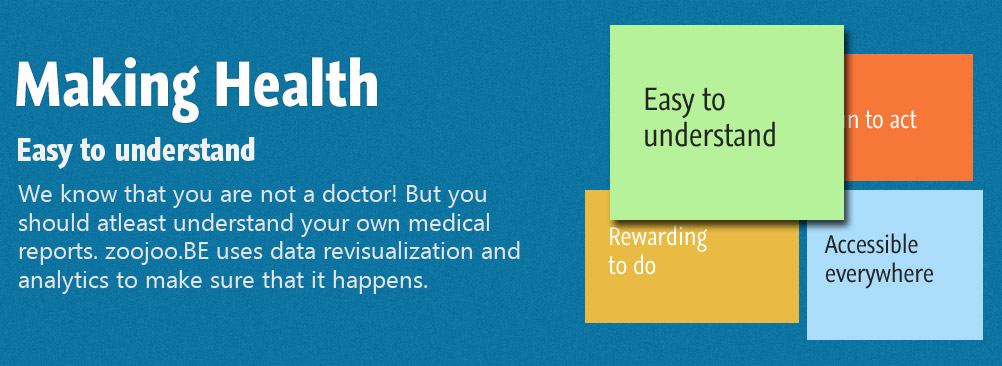 Making Health
Easy to understand
We know that you are not a doctor! But you
should atleast understand your own medical
reports. zoojoo.BE uses data revisualization and
analytics to make sure that it happens.
Easy to
understand
to act
Rewarding
to do
Accessible
everywhere